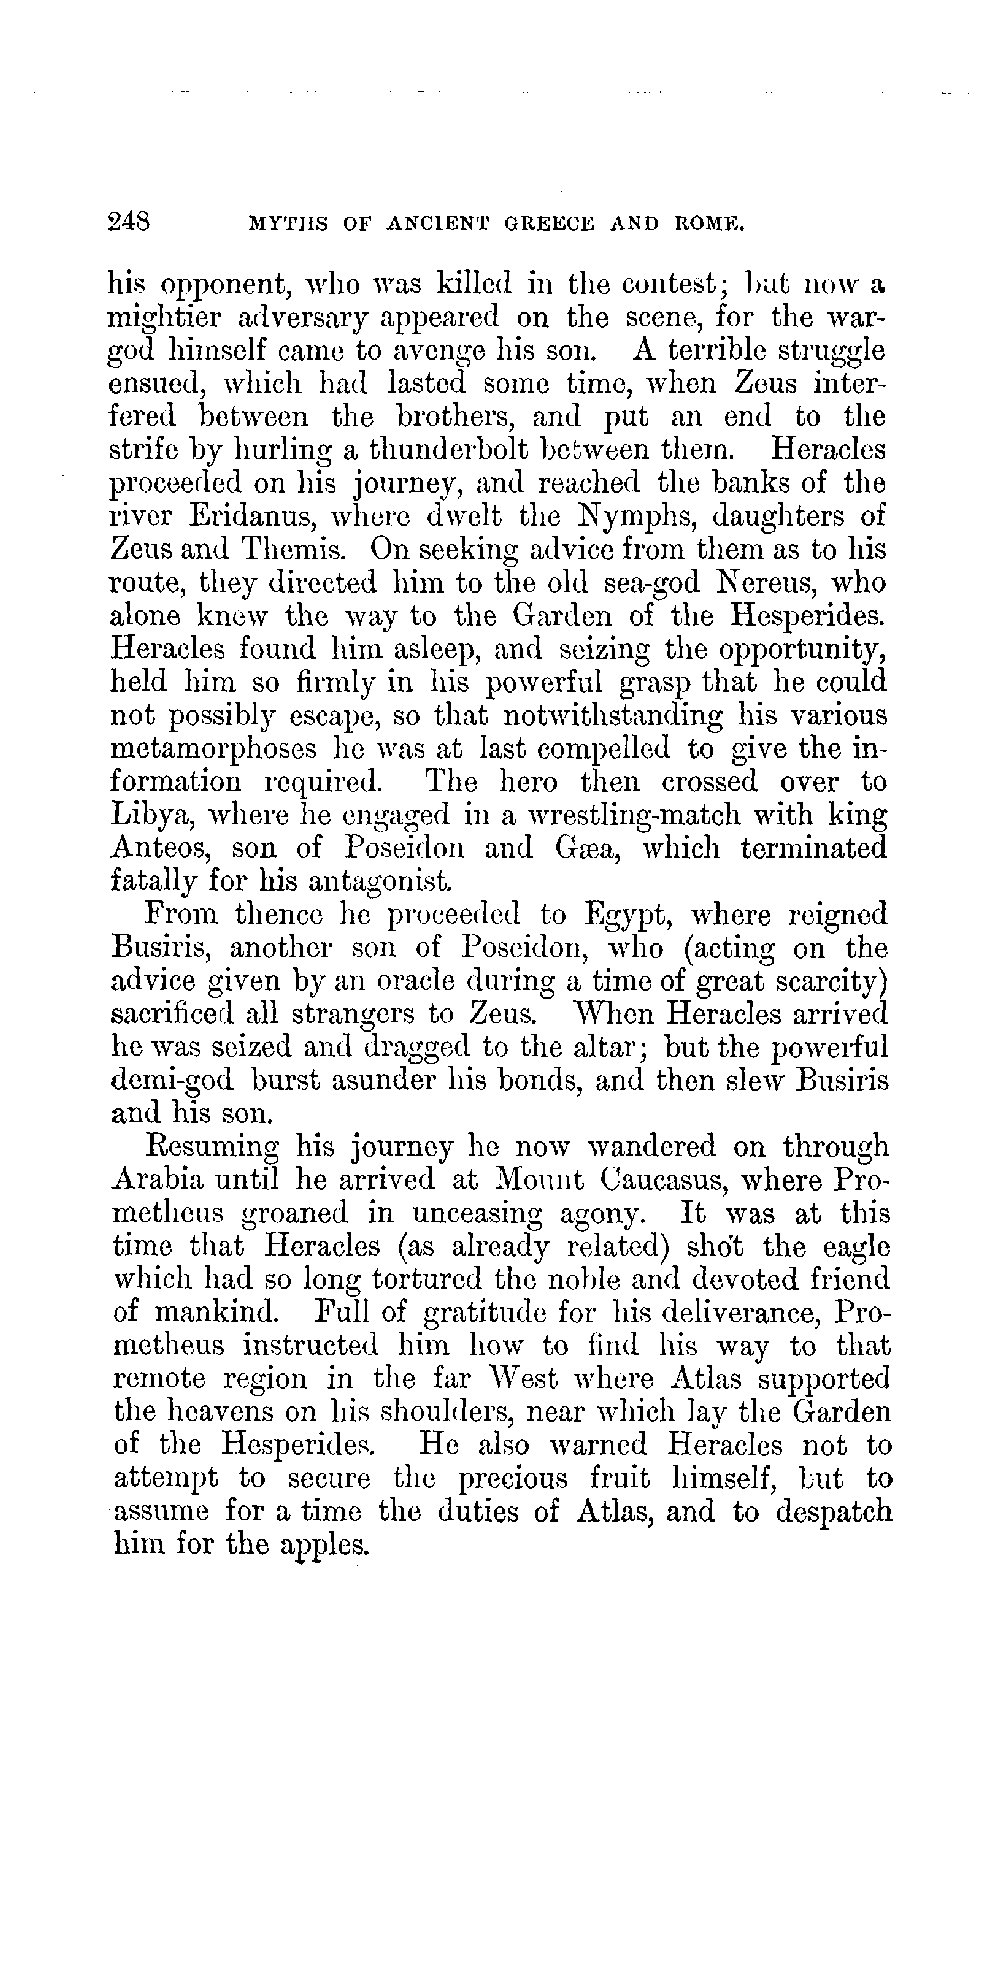 248 MYTHS OF ANCIENT GREECE AND ROME.
his opponent, who was killed in the contest; but now a
mightier adversary appeared on the scene, for the war-
god himself came to avenge his son. A terrible struggle
ensued, which had lasted some time, when Zeus inter-
fered between the brothers, and put an end to the
strife by hurling a thunderbolt between them. Heracles
proceeded on his journey, and reached the banks of the
river Eridanus, where dwelt the Nymphs, daughters of
Zeus and Themis. On seeking advice from them as to his
route, they directed him to the old sea-god Nereus, who
alone knew the way to the Garden of the Hesperides.
Heracles found him asleep, and seizing the opportunity,
held him so firmly in his powerful grasp that he could
not possibly escape, so that notwithstanding his various
metamorphoses he was at last compelled to give the in-
formation required. The hero then crossed over to
Libya, where he engaged in a wrestling-match with king
Anteos, son of Poseidon and Gæa, which terminated
fatally for his antagonist.
From thence he proceeded to Egypt, where reigned
Busiris, another son of Poseidon, who (acting on the
advice given by an oracle during a time of great scarcity)
sacrificed all strangers to Zeus. When Heracles arrived
he was seized and dragged to the altar; but the powerful
demi-god burst asunder his bonds, and then slew Busiris
and his son.
Resuming his journey he now wandered on through
Arabia until he arrived at Mount Caucasus, where Pro-
metheus groaned in unceasing agony. It was at this
time that Heracles (as already related) shot the eagle
which had so long tortured the noble and devoted friend
of mankind. Full of gratitude for his deliverance, Pro-
metheus instructed him how to find his way to that
remote region in the far West where Atlas supported
the heavens on his shoulders, near which lay the Garden
of the Hesperides. He also warned Heracles not to
attempt to secure the precious fruit himself, but to
assume for a time the duties of Atlas, and to despatch
him for the apples.